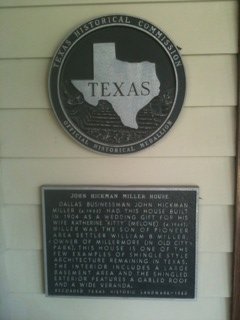 TEXAS HISTORICAL COMMISSION
TEXAS
OFFICIAL HISTORICAL MEDALLION
JOHN HICKMAN MILLER HOUSE
DALLAS BUSINESSMAN JOHN HICKMAN
MILLER HAD THIS HOUSE BUILT
IN 1904 AS A WEDDING GIFT FOR HIS
WIFE KATHERINE "KITTY" (MELONE)
MILLER WAS THE SON OF PIONEER
AREA SETTLER WILLIAM B. MILLER,
OWNER OF MILLERMORE (IN OLD CITY
PARK). THIS HOUSE IS ONE OF THE
FEW EXAMPLES OF SHINGLE STYLE
ARCHITECTURE REMAINING IN TEXAS.
THE INTERIOR INCLUDES A LARGE
BASEMENT AREA AND THE SHINGLED
EXTERIOR FEATURES A GABLED ROOF
AND A WIDE VERANDA.
RECORDED TEXAS HISTORIC LANDMARK-1982